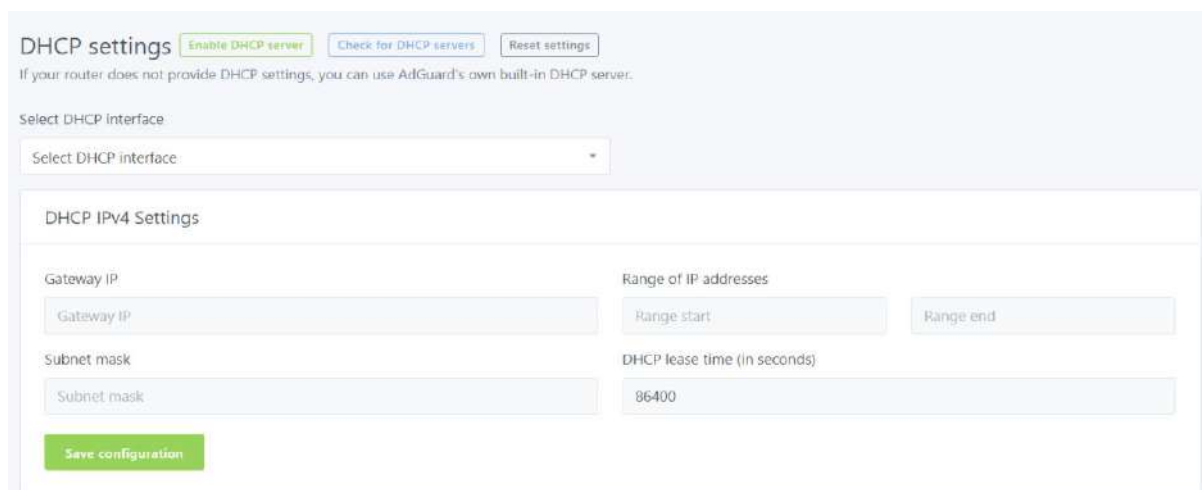 DHCP settings Enable DHCP server Check for DHCP servers Reset settings
If your router does not provide DHCP settings, you can use AdGuard's own built-in DHCP server.
Select DHCP interface
Select DHCP interface
DHCP IPv4 Settings
Gateway IP Range of IP addresses
Gateway IP Range start Range end
Subnet mask DHCP lease time (in seconds)
Subnet mask 86400
Save configuration